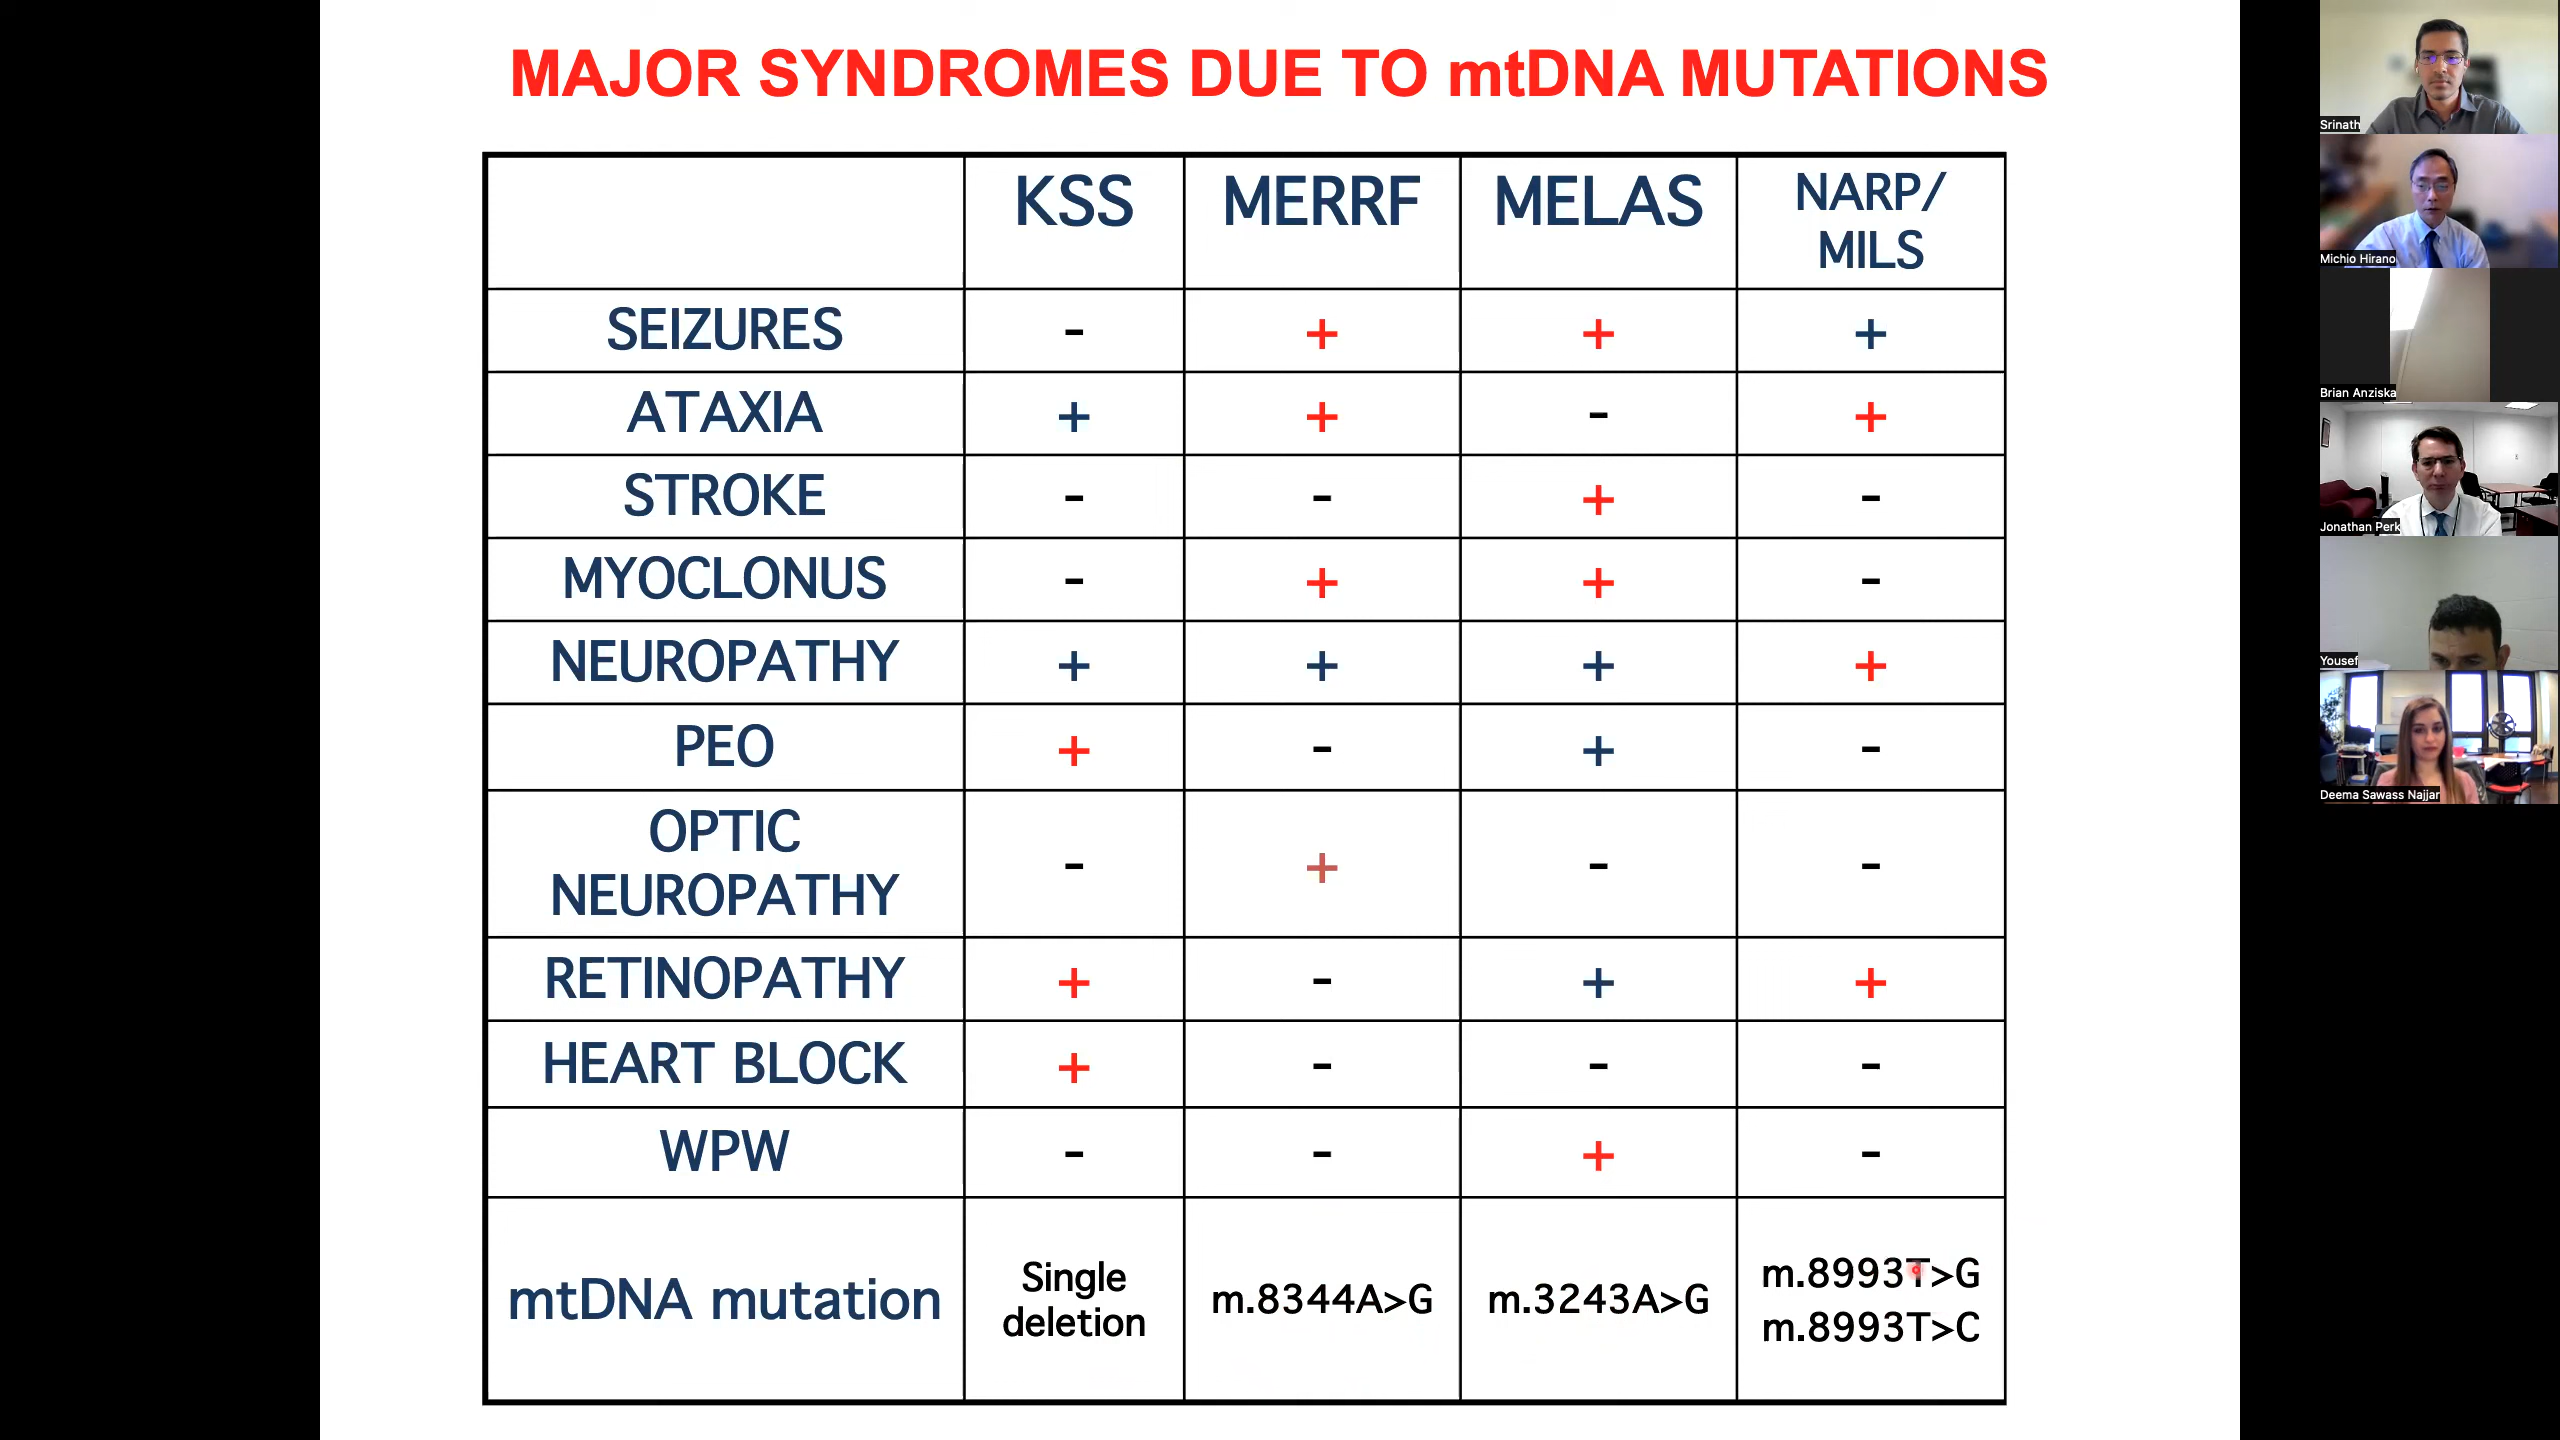 MAJOR SYNDROMES DUE TO mtDNA MUTATIONS
KSS MERRF MELAS NARP/
MILS
SEIZURES - + + +
ATAXIA + + - +
STROKE - - + -
MYOCLONUS - + + -
NEUROPATHY + + + +
PEO + - + -
OPTIC
NEUROPATHY - + - -
RETINOPATHY + - + +
HEART BLOCK + - - -
WPW - - + -
mtDNA mutation
Single
deletion
m.8344A>G
m.3243A>G
m.8993T>G
m.8993T>C
Srinath
Michio Hirano
Brian Anziska
Jonathan Perk
Yousef
Deema Sawass Najjar